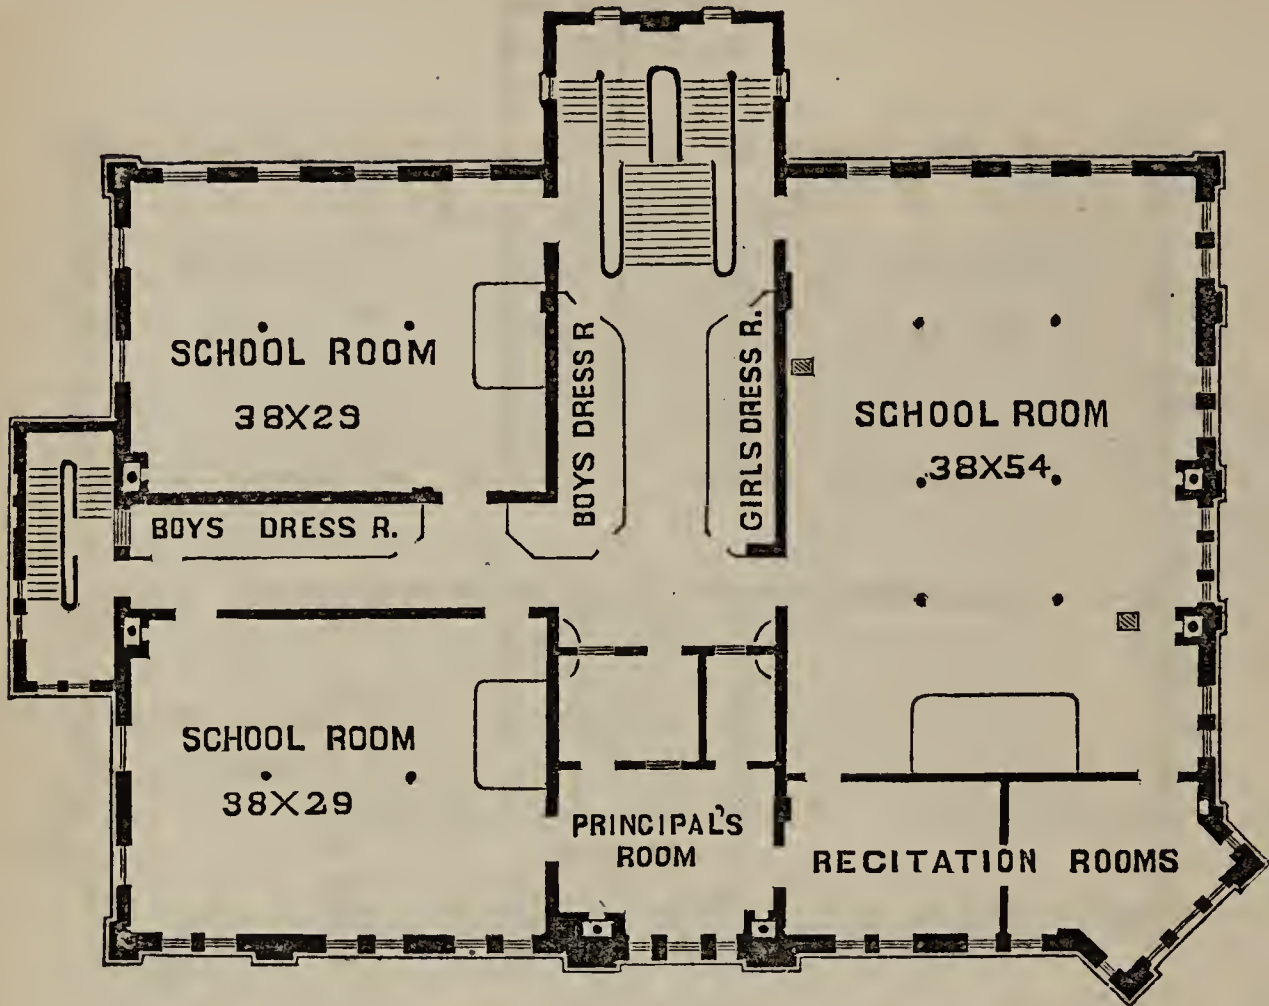 SCHOOL ROOM
38X29
BOYS DRESS R
GIRLS DRESS R.
SCHOOL ROOM
38X54
BOYS DRESS R.
SCHOOL ROOM
38X29
PRINCIPAL'S
ROOM
RECITATION ROOMS